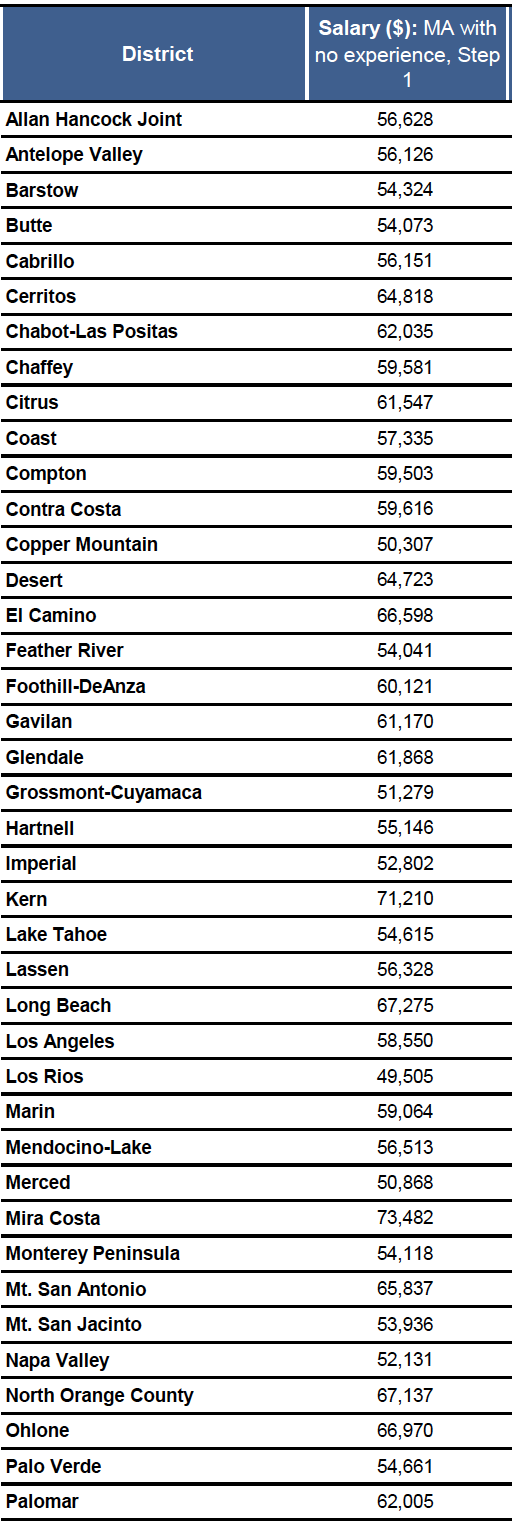 District
Salary ($): MA with
no experience, Step
1
Allan Hancock Joint 56,628
Antelope Valley 56,126
Barstow 54,324
Butte 54,073
Cabrillo 56,151
Cerritos 64,818
Chabot-Las Positas 62,035
Chaffey 59,581
Citrus 61,547
Coast 57,335
Compton 59,503
Contra Costa 59,616
Copper Mountain 50,307
Desert 64,723
El Camino 66,598
Feather River 54,041
Foothill-DeAnza 60,121
Gavilan 61,170
Glendale 61,868
Grossmont-Cuyamaca 51,279
Hartnell 55,146
Imperial 52,802
Kern 71,210
Lake Tahoe 54,615
Lassen 56,328
Long Beach 67,275
Los Angeles 58,550
Los Rios 49,505
Marin 59,064
Mendocino-Lake 56,513
Merced 50,868
Mira Costa 73,482
Monterey Peninsula 54,118
Mt. San Antonio 65,837
Mt. San Jacinto 53,936
Napa Valley 52,131
North Orange County 67,137
Ohlone 66,970
Palo Verde 54,661
Palomar 62,005